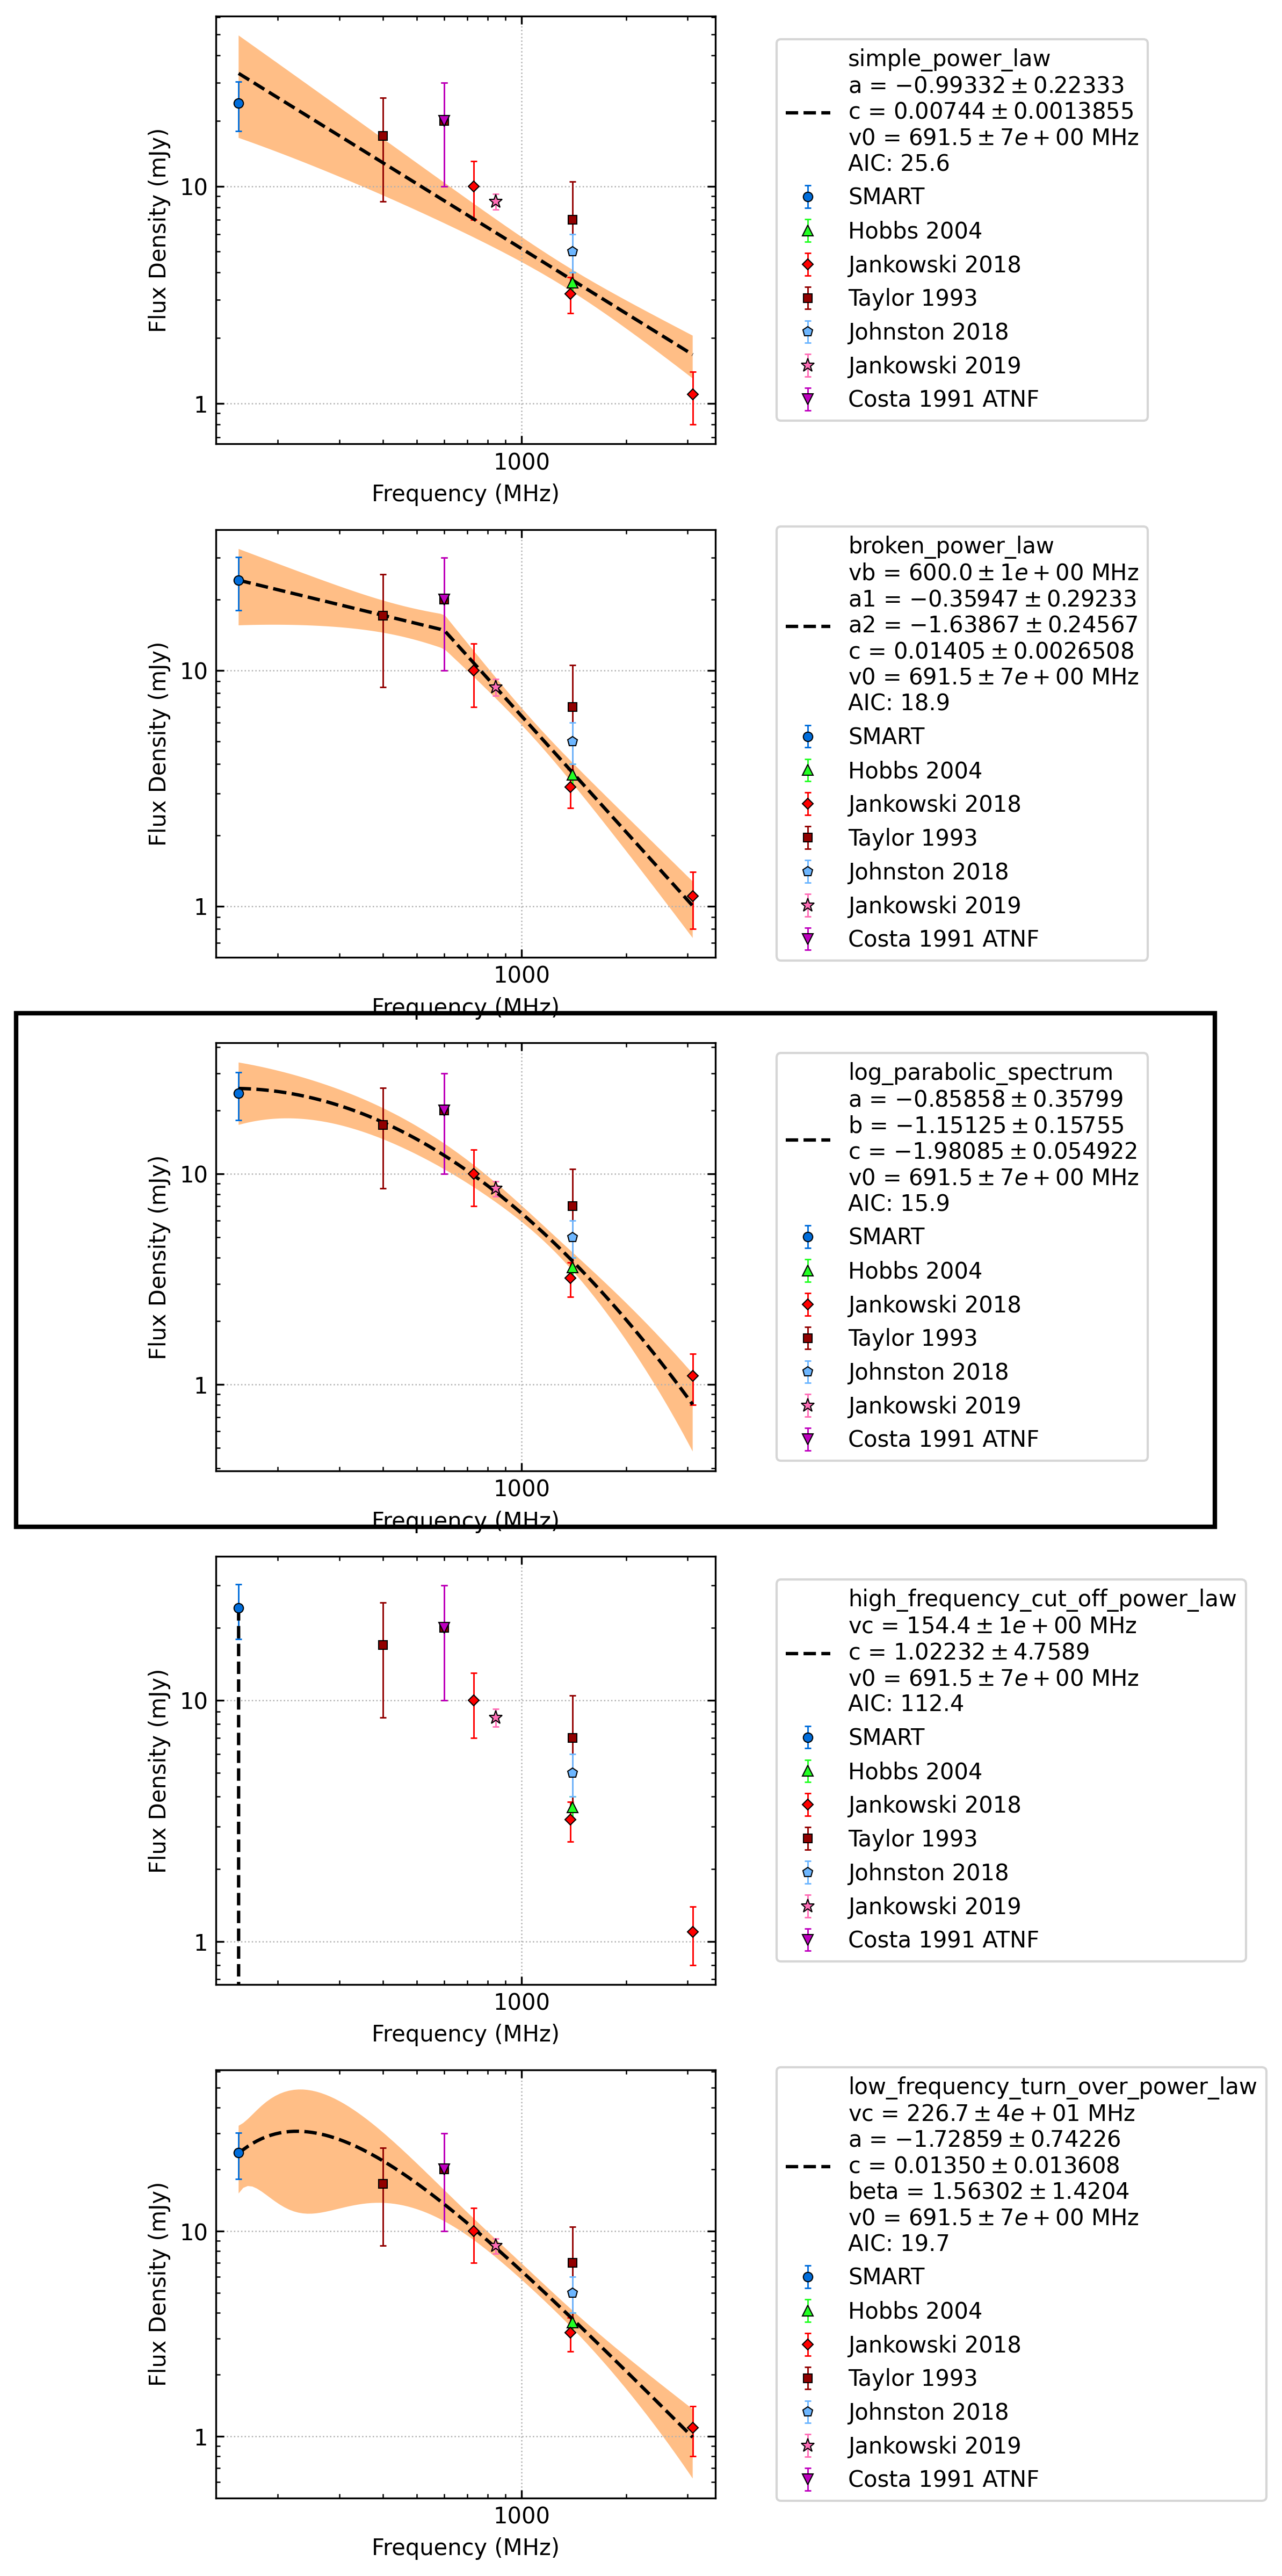 10
1
Flux Density (mJy)
1000
Frequency (MHz)
simple_power_law
a = −0.99332 ± 0.22333
c = 0.00744 ± 0.0013855
v0 = 691.5 ± 7e + 00 MHz
AIC: 25.6
SMART
Hobbs 2004
Jankowski 2018
Taylor 1993
Johnston 2018
Jankowski 2019
Costa 1991 ATNF
10
1
Flux Density (mJy)
1000
Frequency (MHz)
broken_power_law
vb = 600.0 ± 1e + 00 MHz
a1 = −0.35947 ± 0.29233
a2 = −1.63867 ± 0.24567
c = 0.01405 ± 0.0026508
v0 = 691.5 ± 7e + 00 MHz
AIC: 18.9
SMART
Hobbs 2004
Jankowski 2018
Taylor 1993
Johnston 2018
Jankowski 2019
Costa 1991 ATNF
10
1
Flux Density (mJy)
1000
Frequency (MHz)
log_parabolic_spectrum
a = −0.85858 ± 0.35799
b = −1.15125 ± 0.15755
c = −1.98085 ± 0.054922
v0 = 691.5 ± 7e + 00 MHz
AIC: 15.9
SMART
Hobbs 2004
Jankowski 2018
Taylor 1993
Johnston 2018
Jankowski 2019
Costa 1991 ATNF
10
1
Flux Density (mJy)
1000
Frequency (MHz)
high_frequency_cut_off_power_law
vc = 154.4 ± 1e + 00 MHz
c = 1.02232 ± 4.7589
v0 = 691.5 ± 7e + 00 MHz
AIC: 112.4
SMART
Hobbs 2004
Jankowski 2018
Taylor 1993
Johnston 2018
Jankowski 2019
Costa 1991 ATNF
10
1
Flux Density (mJy)
1000
Frequency (MHz)
low_frequency_turn_over_power_law
vc = 226.7 ± 4e + 01 MHz
a = −1.72859 ± 0.74226
c = 0.01350 ± 0.013608
beta = 1.56302 ± 1.4204
v0 = 691.5 ± 7e + 00 MHz
AIC: 19.7
SMART
Hobbs 2004
Jankowski 2018
Taylor 1993
Johnston 2018
Jankowski 2019
Costa 1991 ATNF